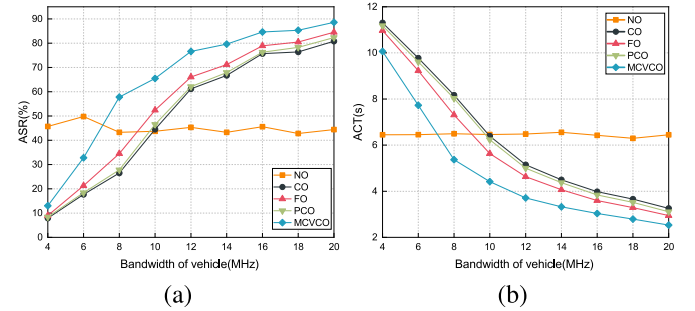 90
80
70
60
50
40
30
20
10
0
ASR(%)
NO
CO
FO
PCO
MCVCO
4 6 8 10 12 14 16 18 20
Bandwidth of vehicle(MHz)
(a)
12
10
8
6
4
2
ACT(s)
NO
CO
FO
PCO
MCVCO
4 6 8 10 12 14 16 18 20
Bandwidth of vehicle(MHz)
(b)